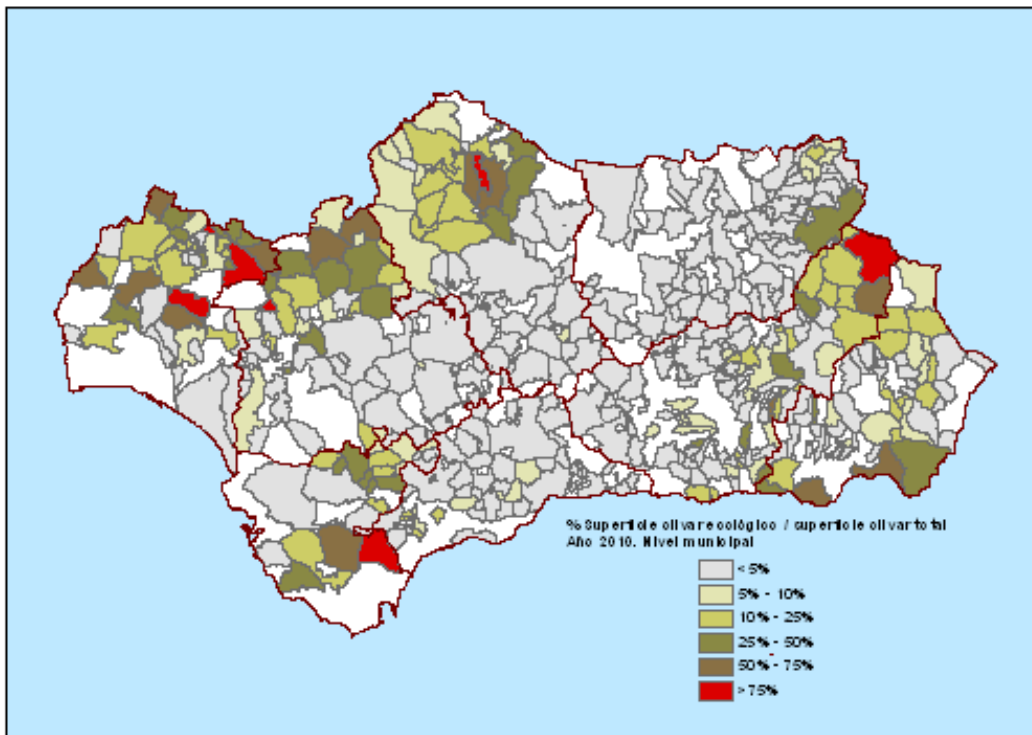 % Superficie olivar ecológico / superficie olivar total
Año 2010. Nivel municipal
< 5%
5% - 10%
10% - 25%
25% - 50%
50% - 75%
> 75%